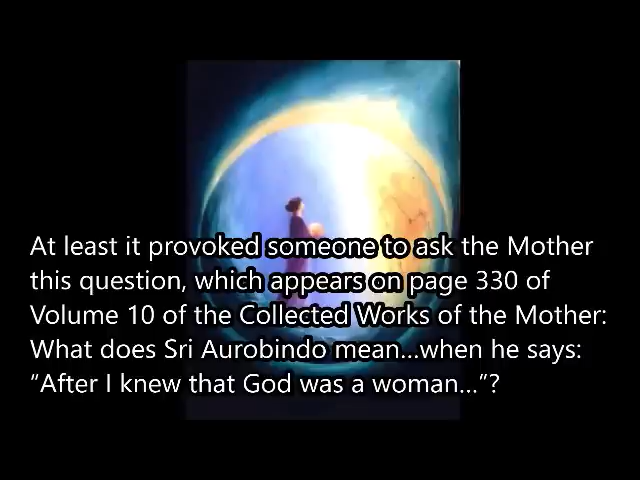 At least it provoked someone to ask the Mother
this question, which appears on page 330 of
Volume 10 of the Collected Works of the Mother:
What does Sri Aurobindo mean...when he says:
“After I knew that God was a woman...”?